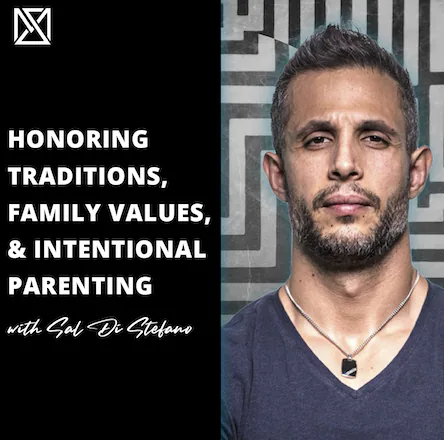 HONORING
TRADITIONS,
FAMILY VALUES,
& INTENTIONAL
PARENTING
with Sal Di Stefano